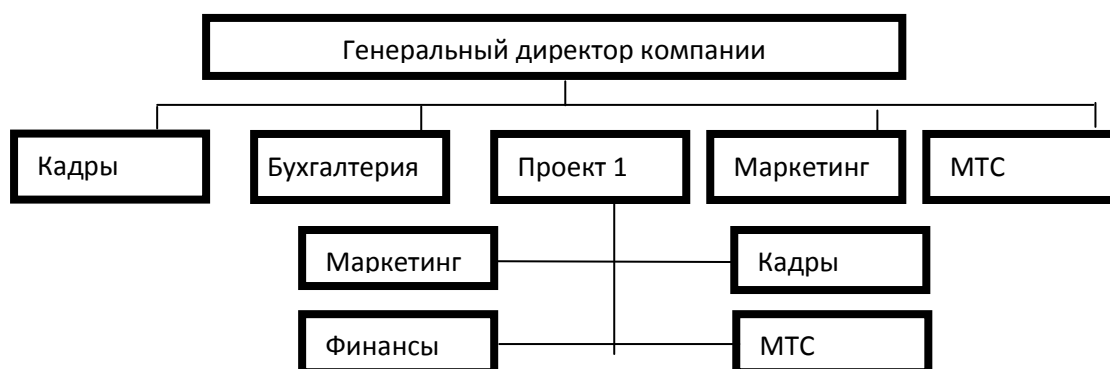 Генеральный директор компании
Кадры
Бухгалтерия
Проект 1
Маркетинг
МТС
Маркетинг
Кадры
Финансы
МТС